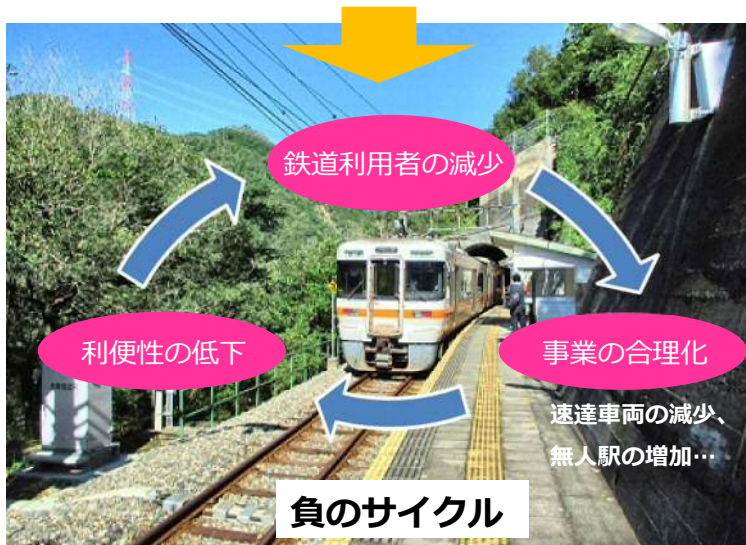 鉄道利用者の減少
利便性の低下
事業の合理化
速達車両の減少、
無人駅の増加…
負のサイクル